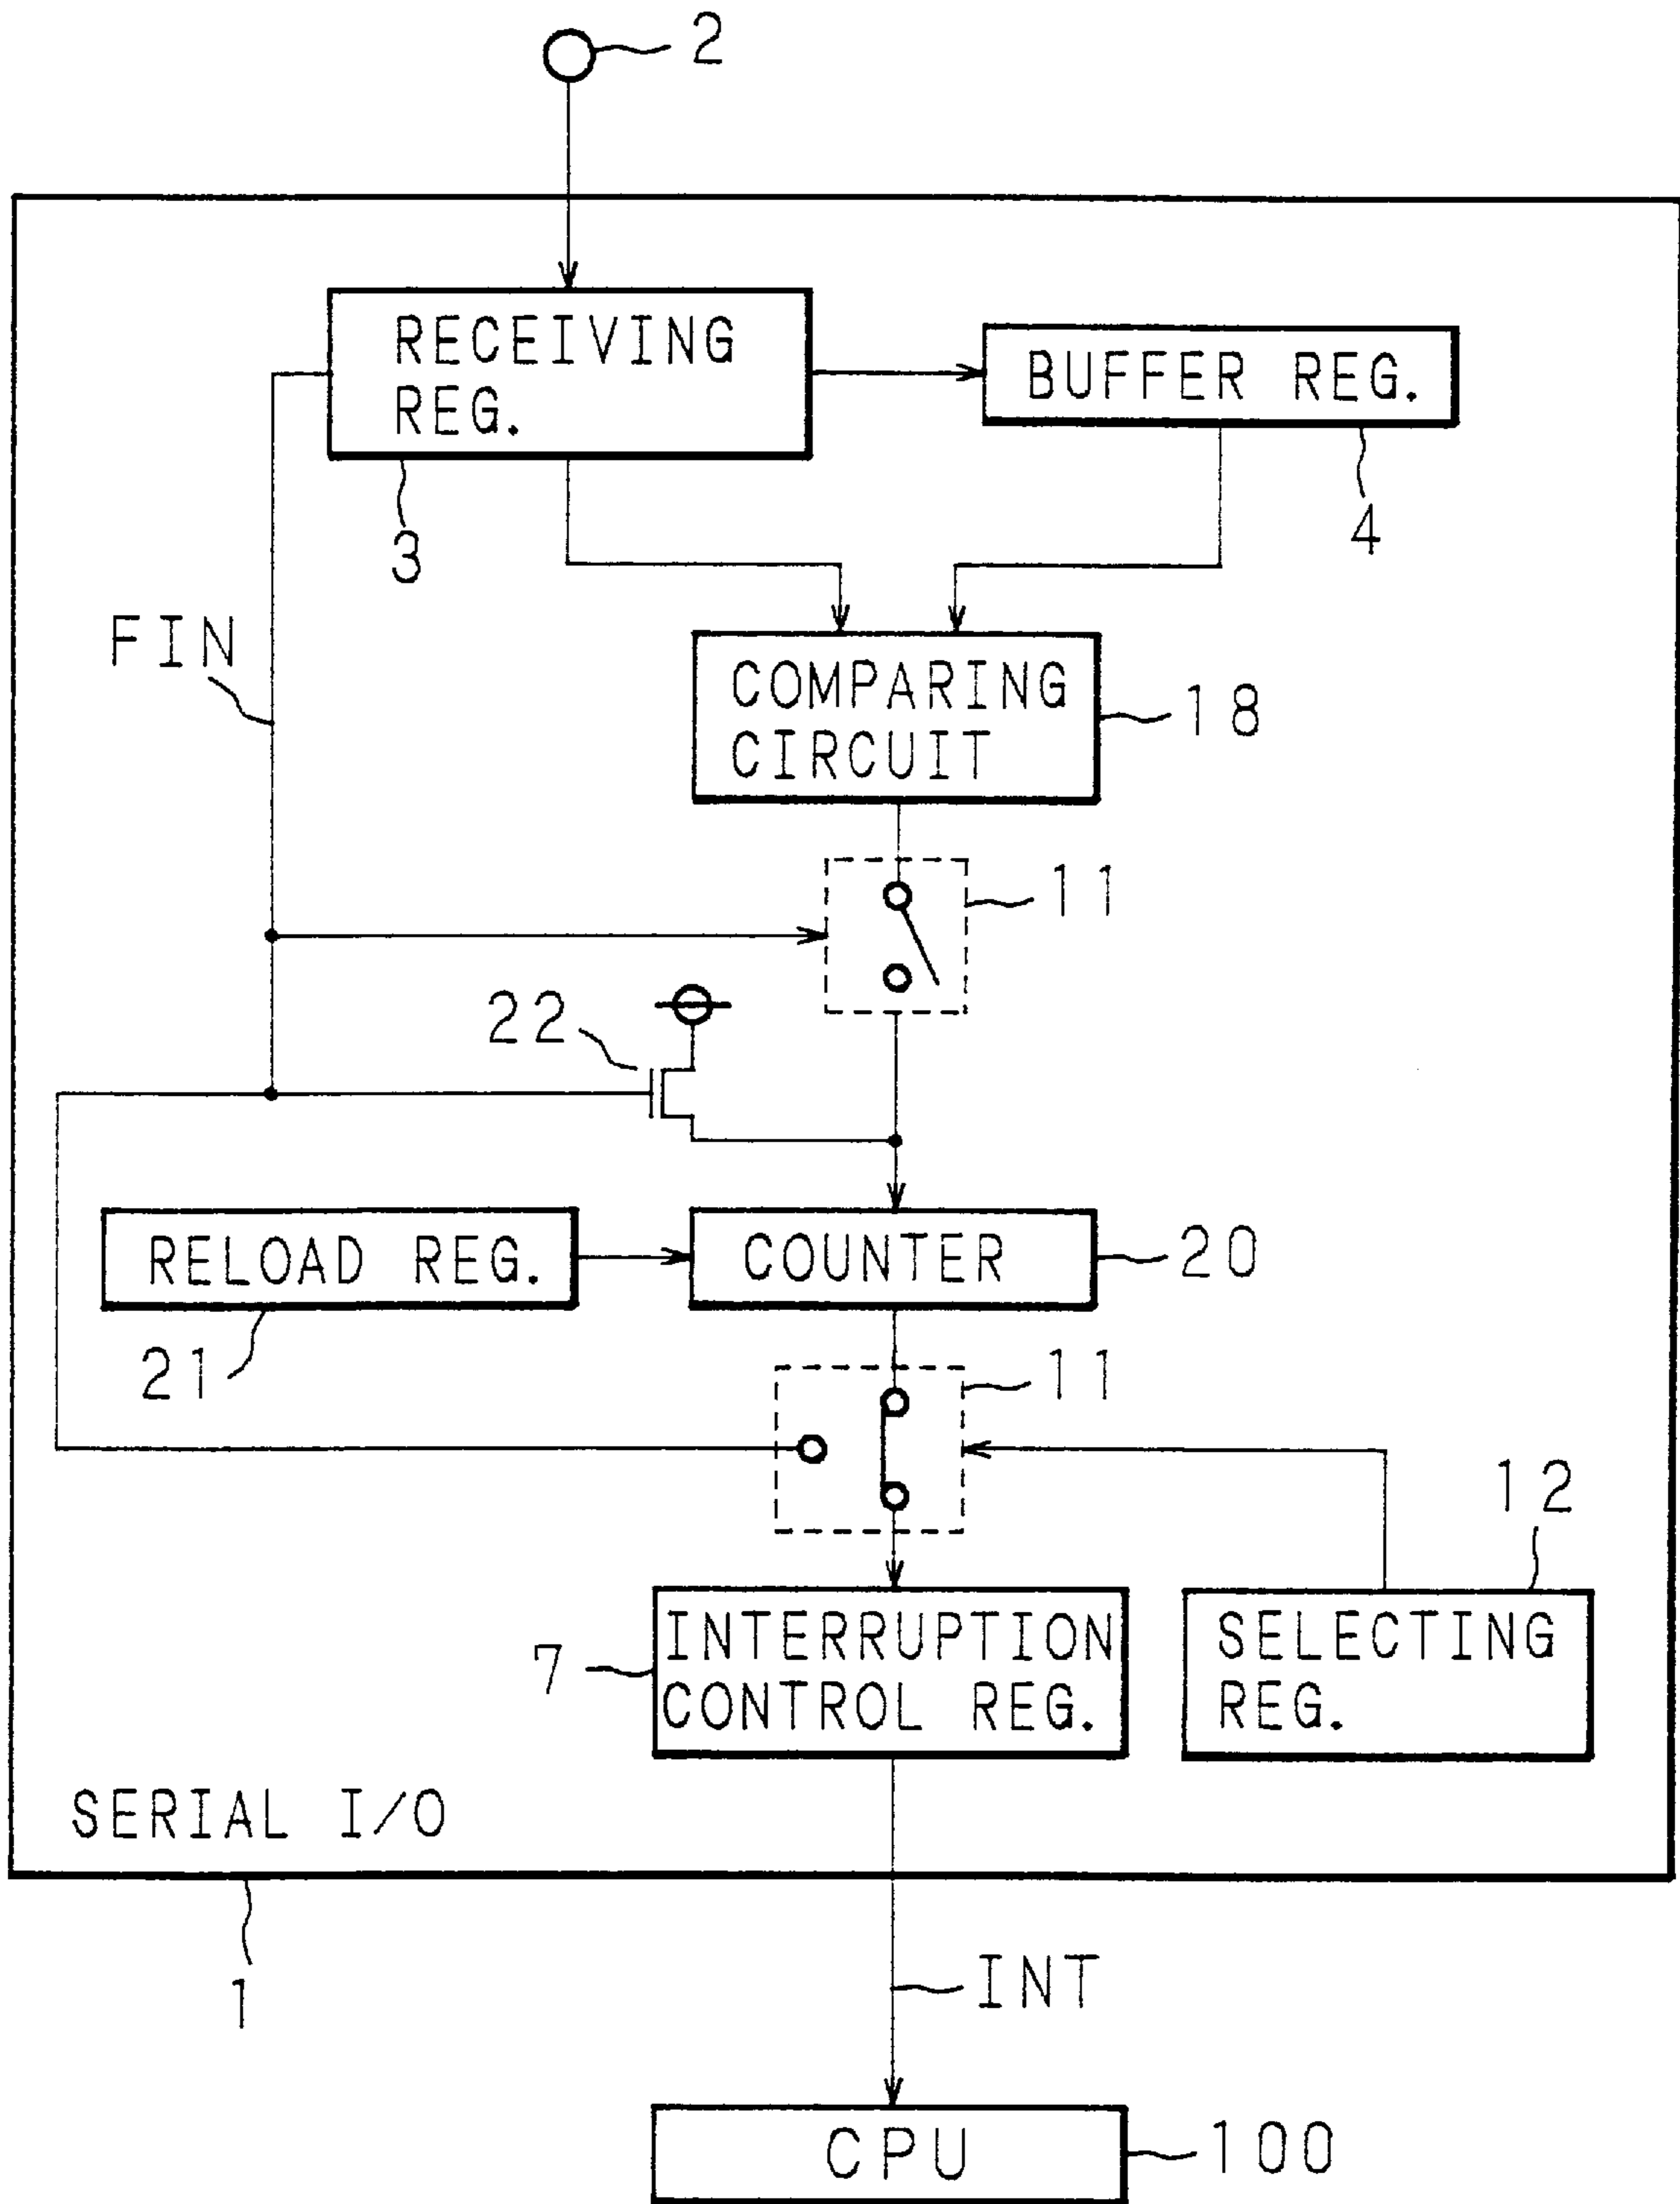 2
RECEIVING
REG.
BUFFER REG.
3
4
FIN
COMPARING
CIRCUIT
18
11
22
RELOAD REG.
COUNTER
20
21
11
12
7
INTERRUPTION
CONTROL REG.
SELECTING
REG.
SERIAL I/O
1
INT
CPU
100